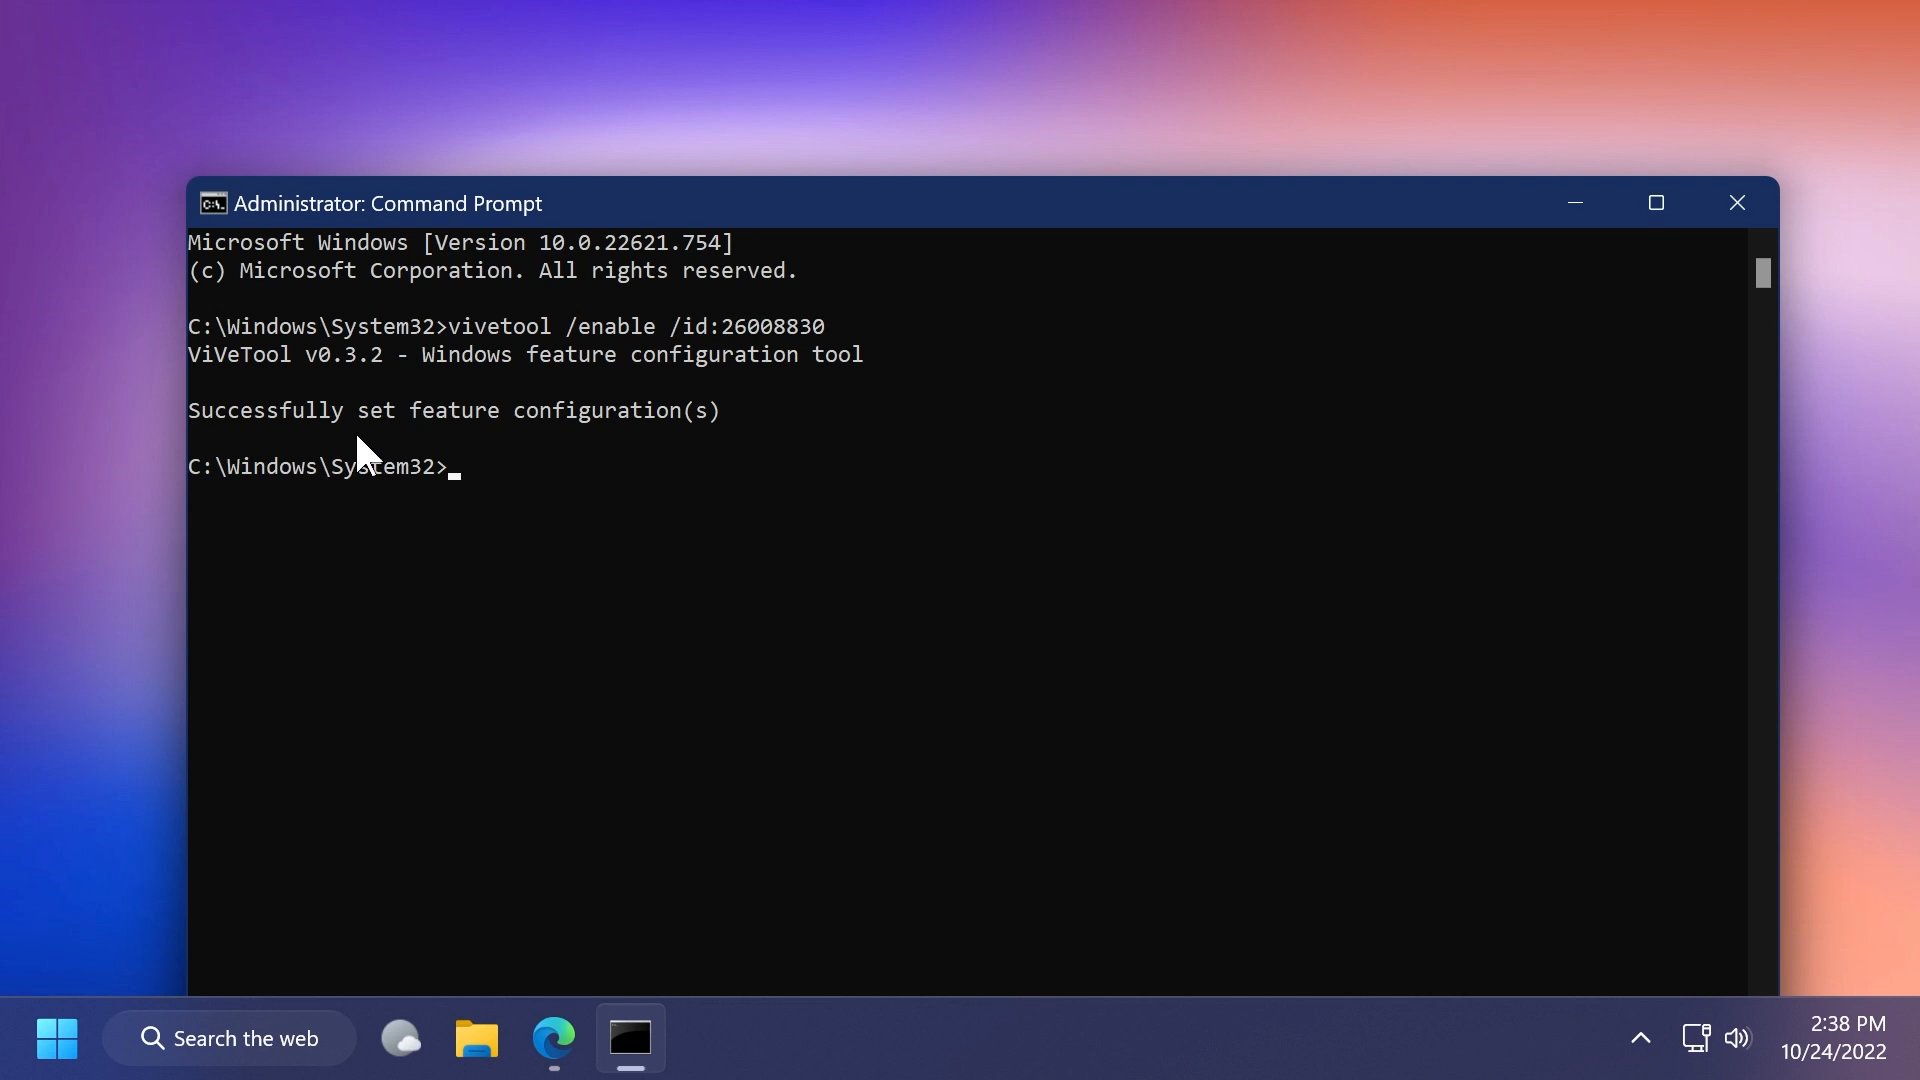 Administrator: Command Prompt
Microsoft Windows [Version 10.0.22621.754]
(c) Microsoft Corporation. All rights reserved.
C:\Windows\System32>vivetool /enable /id:26008830
ViVeTool v0.3.2 - Windows feature configuration tool
Successfully set feature configuration(s)
C:\Windows\System32>
Search the web
2:38 PM
10/24/2022